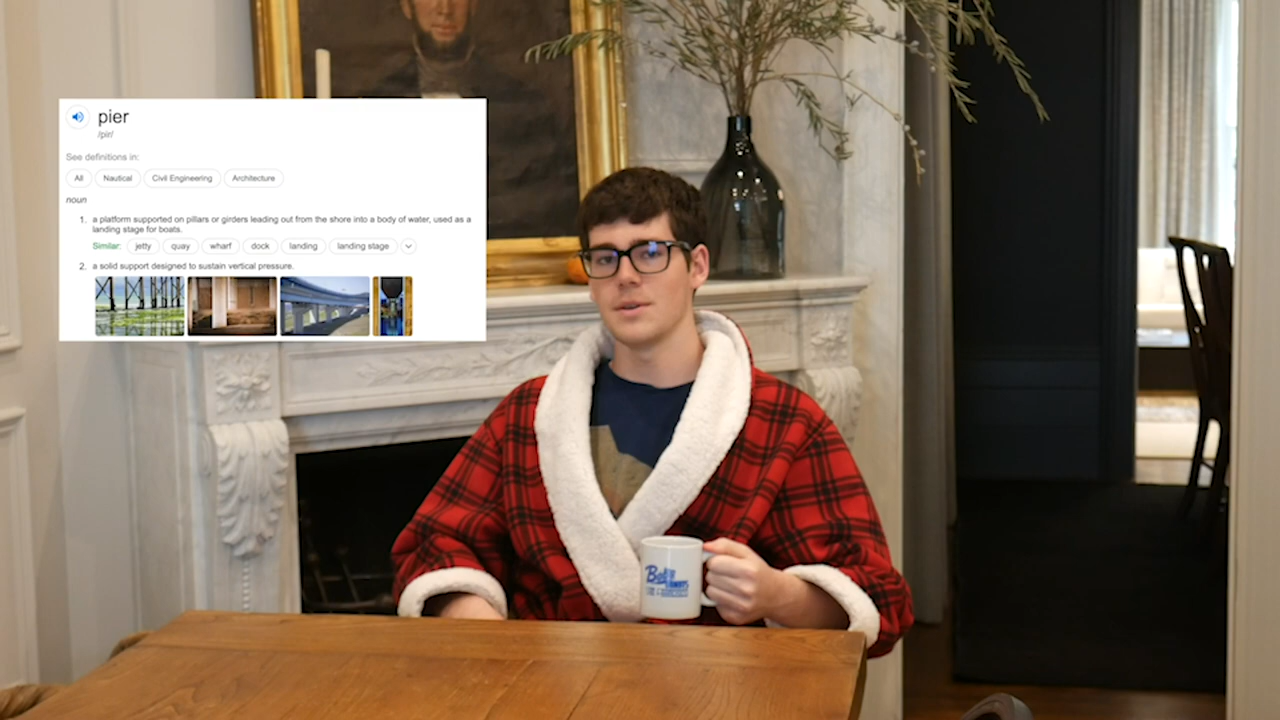 pier
/pir/
See definitions in:
All Nautical Civil Engineering Architecture
noun
1. a platform supported on pillars or girders leading out from the shore into a body of water, used as a
landing stage for boats.
Similar: jetty quay wharf dock landing landing stage
2. a solid support designed to sustain vertical pressure.